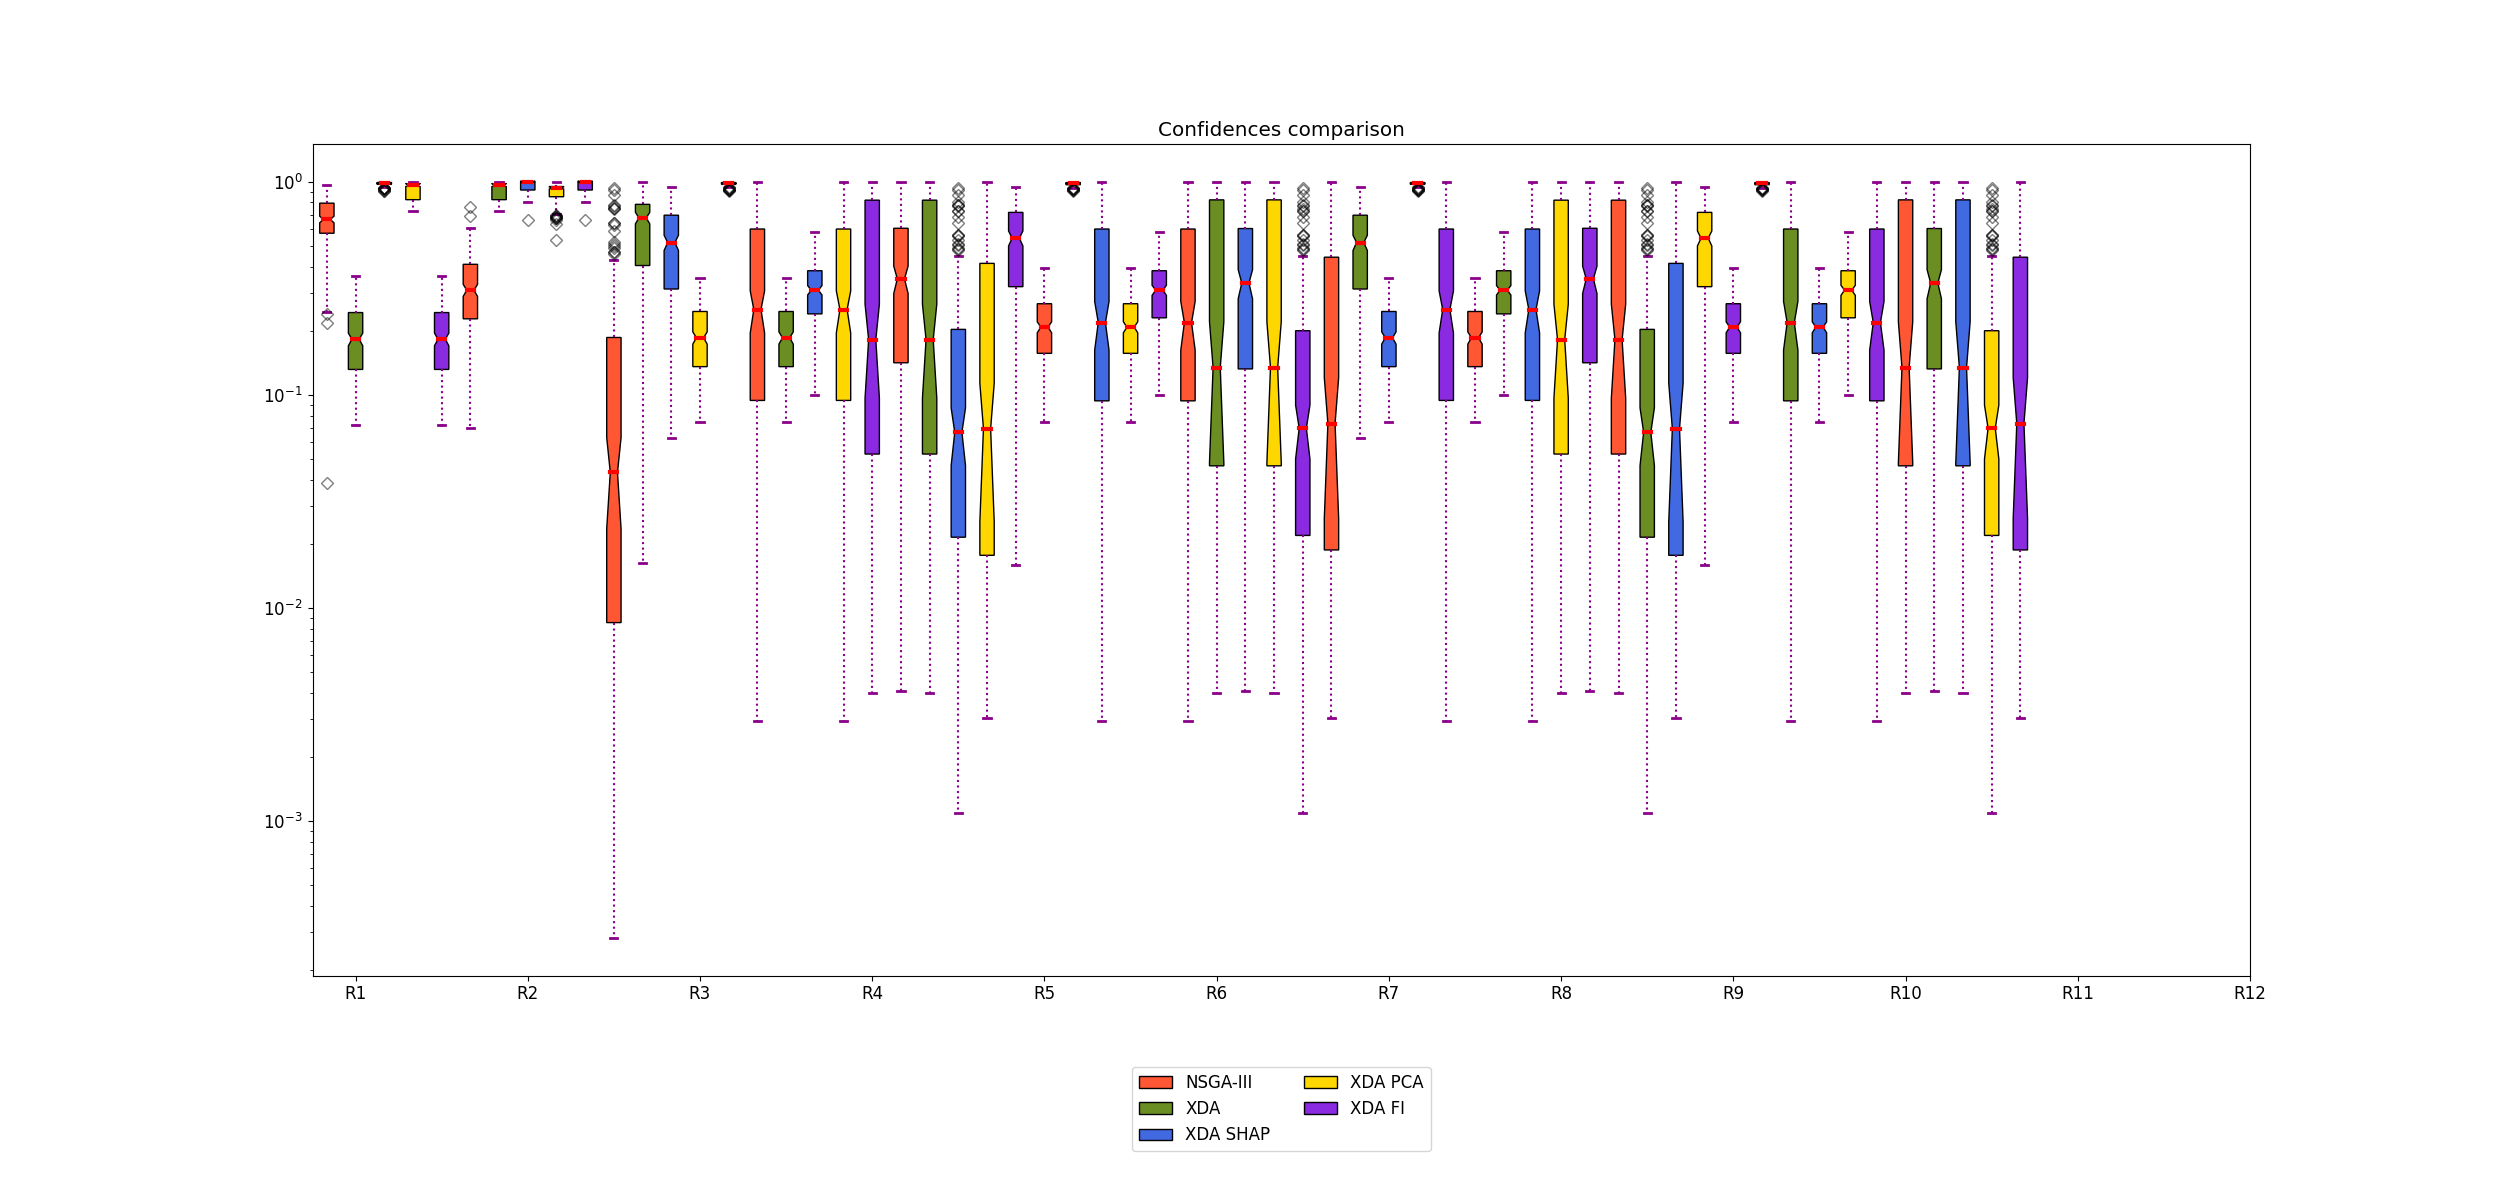 Confidences comparison
10^0
10^-1
10^-2
10^-3
R1 R2 R3 R4 R5 R6 R7 R8 R9 R10 R11 R12
NSGA-III XDA PCA
XDA XDA FI
XDA SHAP